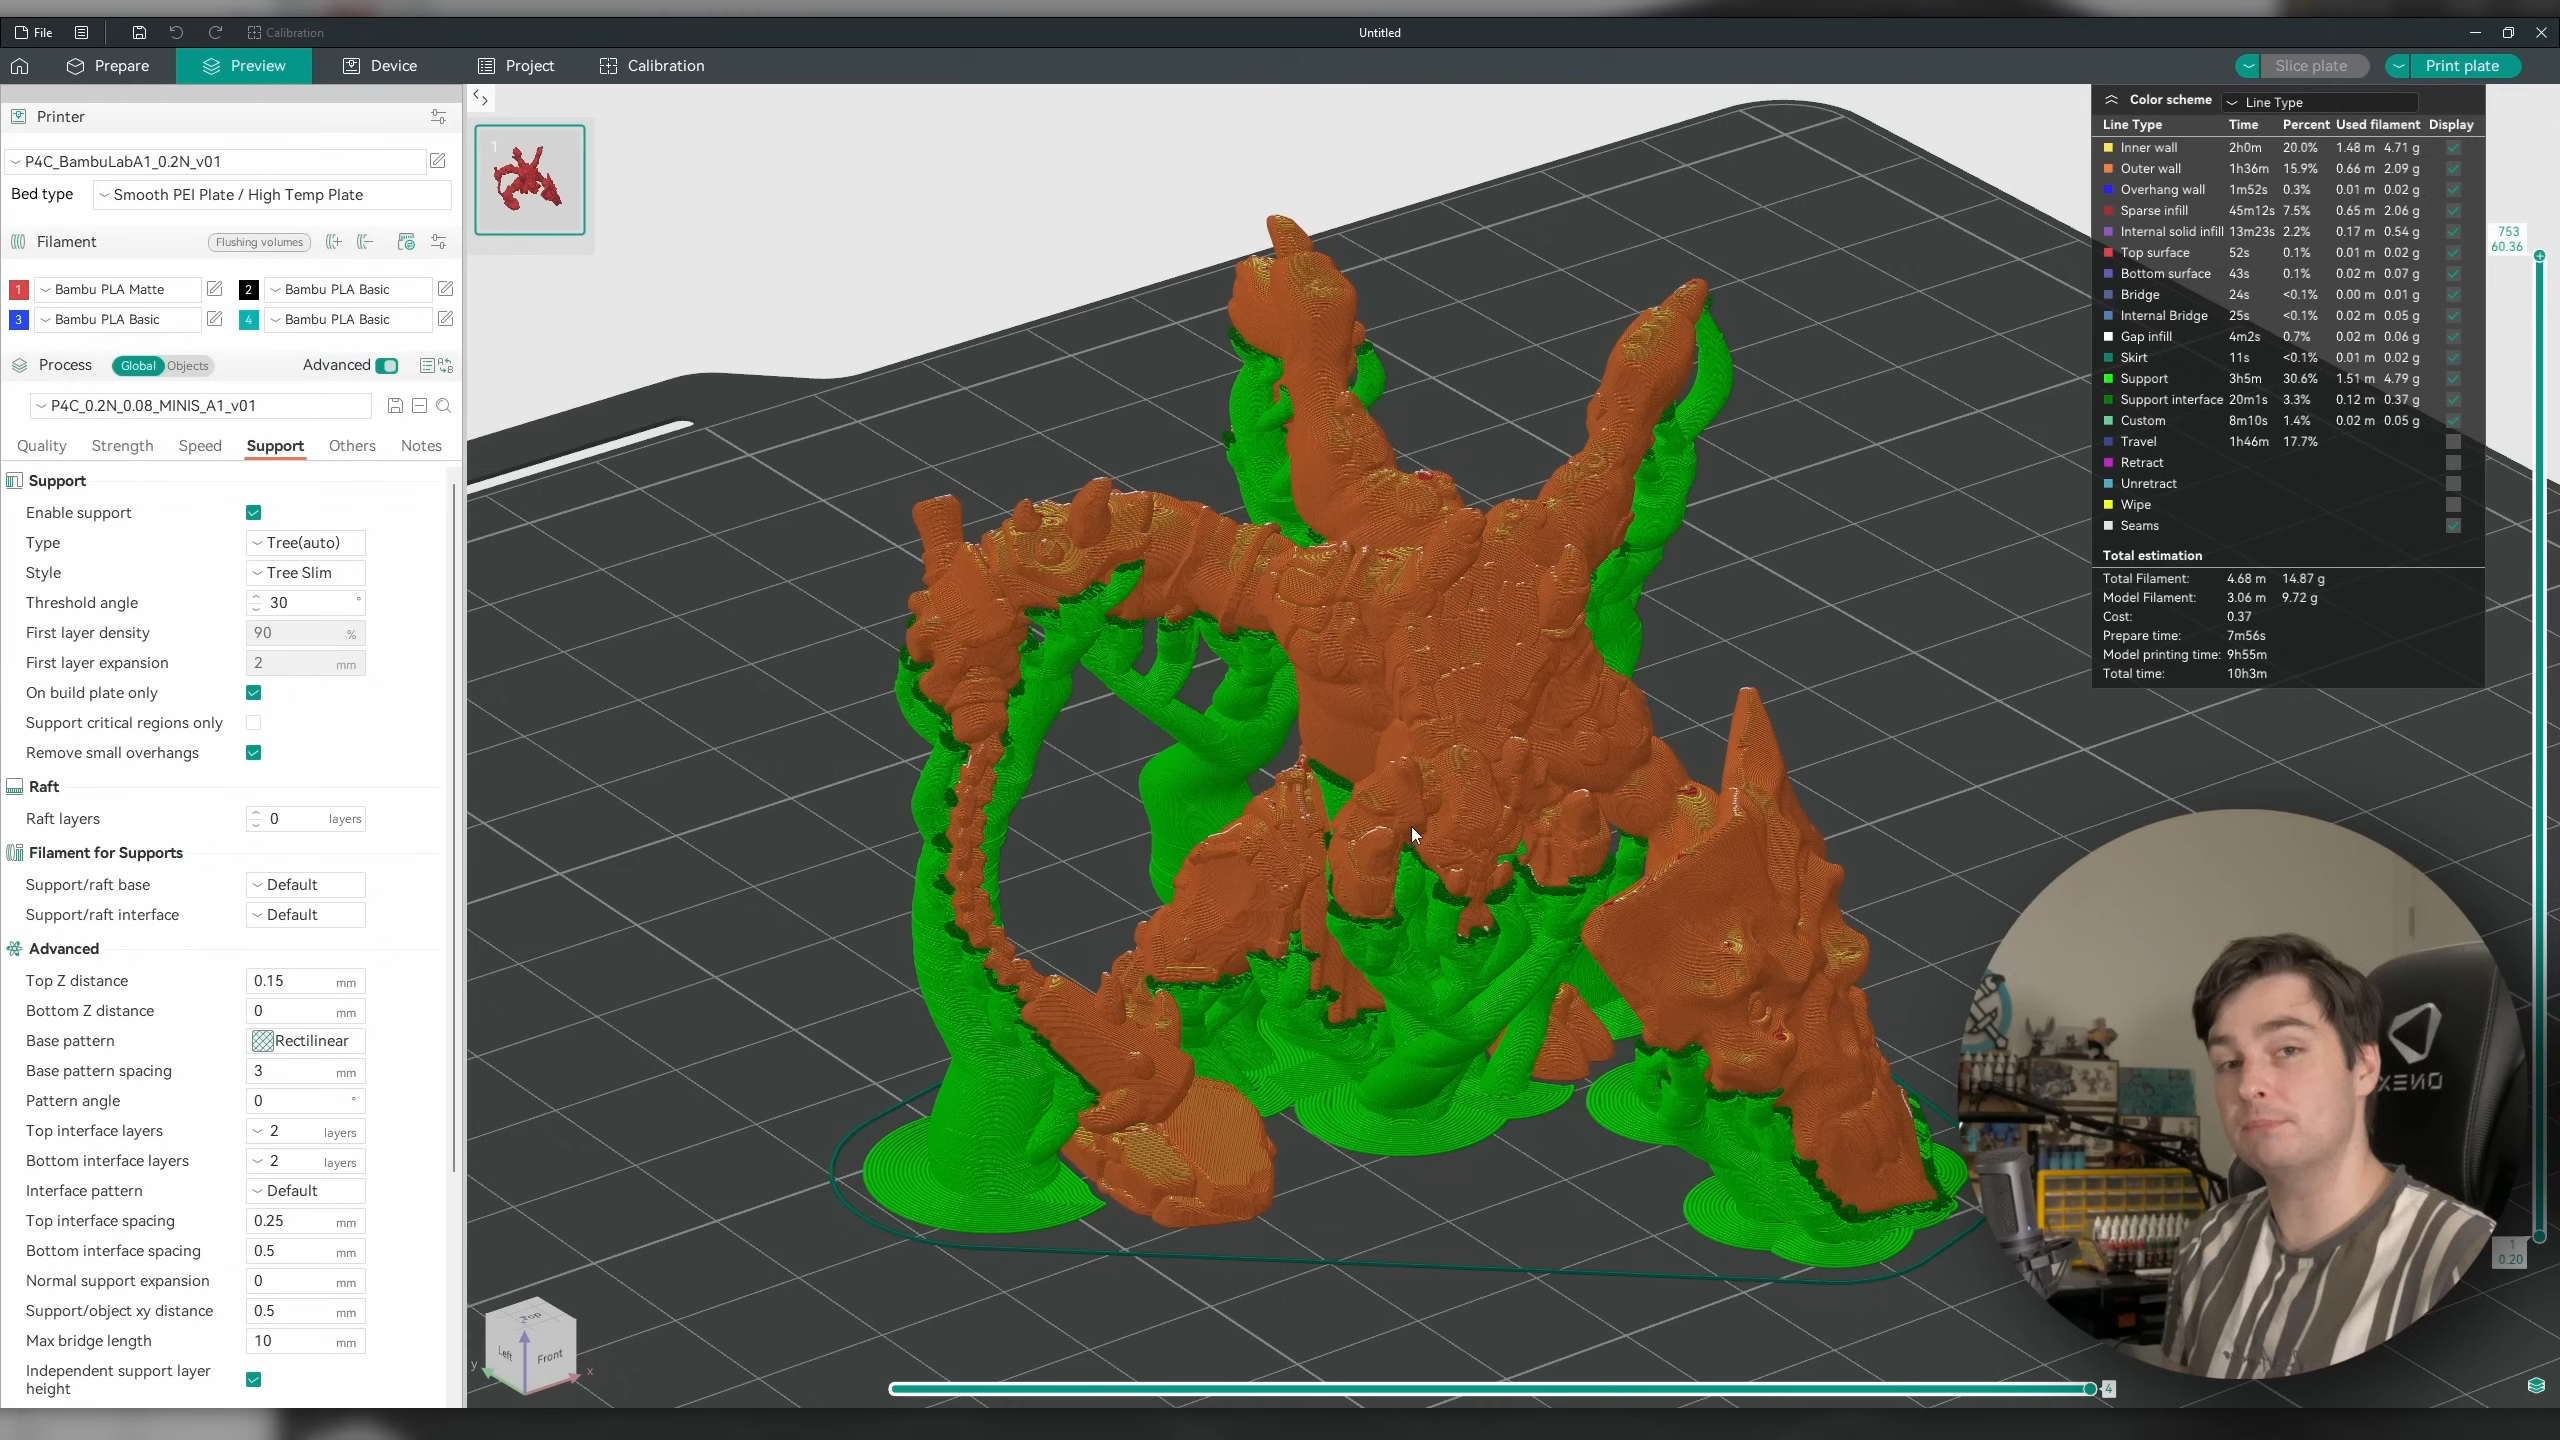 File
Calibration
Untitled
Prepare
Preview
Device
Project
Calibration
Slice plate
Print plate
Printer
P4C_BambuLabA1_0.2N_v01
Bed type
Smooth PEI Plate / High Temp Plate
Filament
Flushing volumes
1 Bambu PLA Matte
2 Bambu PLA Basic
3 Bambu PLA Basic
4 Bambu PLA Basic
Process
Global
Objects
Advanced
P4C_0.2N_0.08_MINIS_A1_v01
Quality
Strength
Speed
Support
Others
Notes
Support
Enable support
Type Tree(auto)
Style Tree Slim
Threshold angle 30 °
First layer density 90 %
First layer expansion 2 mm
On build plate only
Support critical regions only
Remove small overhangs
Raft
Raft layers 0 layers
Filament for Supports
Support/raft base Default
Support/raft interface Default
Advanced
Top Z distance 0.15 mm
Bottom Z distance 0 mm
Base pattern Rectilinear
Base pattern spacing 3 mm
Pattern angle 0 °
Top interface layers 2 layers
Bottom interface layers 2 layers
Interface pattern Default
Top interface spacing 0.25 mm
Bottom interface spacing 0.5 mm
Normal support expansion 0 mm
Support/object xy distance 0.5 mm
Max bridge length 10 mm
Independent support layer
height
1
Top
Left
Front
y
x
4
Color scheme Line Type
Line Type Time Percent Used filament Display
Inner wall 2h0m 20.0% 1.48 m 4.71 g
Outer wall 1h36m 15.9% 0.66 m 2.09 g
Overhang wall 1m52s 0.3% 0.01 m 0.02 g
Sparse infill 45m12s 7.5% 0.65 m 2.06 g
Internal solid infill 13m23s 2.2% 0.17 m 0.54 g
Top surface 52s 0.1% 0.01 m 0.02 g
Bottom surface 43s 0.1% 0.02 m 0.07 g
Bridge 24s <0.1% 0.00 m 0.01 g
Internal Bridge 25s <0.1% 0.02 m 0.05 g
Gap infill 4m2s 0.7% 0.02 m 0.06 g
Skirt 11s <0.1% 0.01 m 0.02 g
Support 3h5m 30.6% 1.51 m 4.79 g
Support interface 20m1s 3.3% 0.12 m 0.37 g
Custom 8m10s 1.4% 0.02 m 0.05 g
Travel 1h46m 17.7%
Retract
Unretract
Wipe
Seams
Total estimation
Total Filament: 4.68 m 14.87 g
Model Filament: 3.06 m 9.72 g
Cost: 0.37
Prepare time: 7m56s
Model printing time: 9h55m
Total time: 10h3m
753
60.36
1
0.20